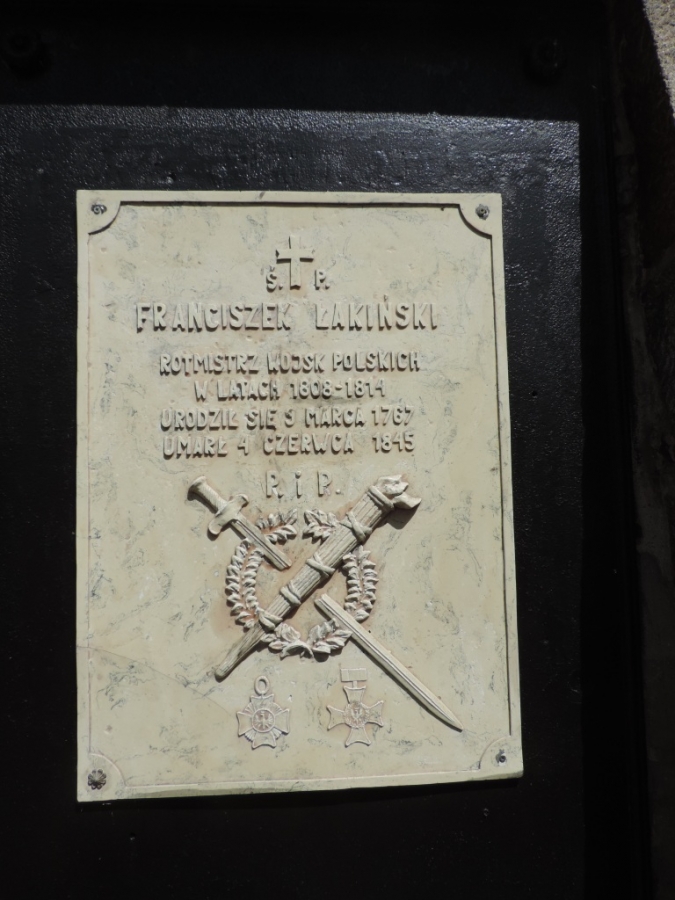 Ś. P.
FRANCISZEK ŁAKIŃSKI
ROTMISTRZ WOJSK POLSKICH
W LATACH 1808-1814
URODZIŁ SIĘ 3 MARCA 1767
UMARŁ 4 CZERWCA 1845
R i P.